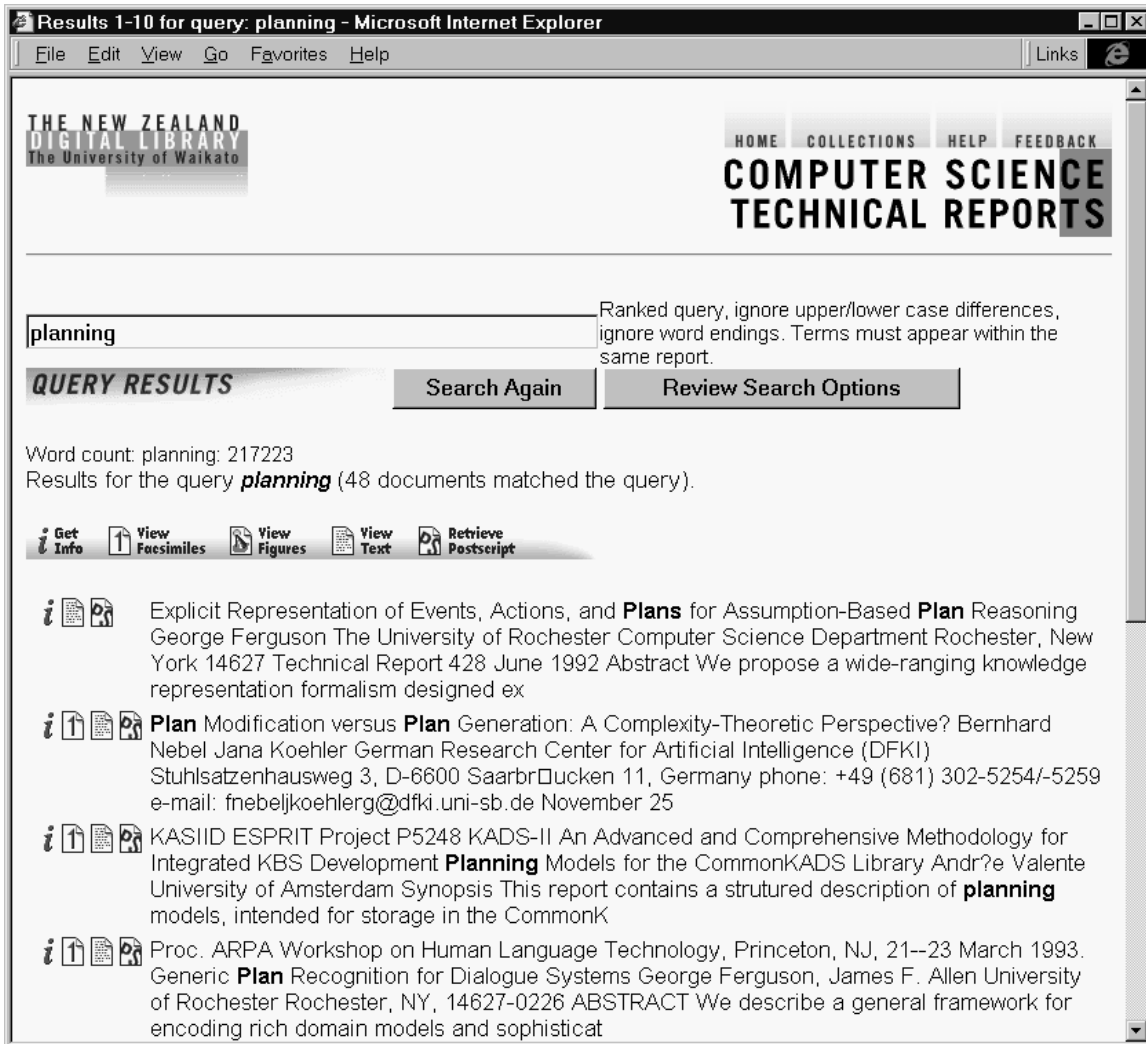 Results 1-10 for query: planning - Microsoft Internet Explorer
File Edit View Go Favorites Help Links
THE NEW ZEALAND
DIGITAL LIBRARY
The University of Waikato
HOME COLLECTIONS HELP FEEDBACK
COMPUTER SCIENCE
TECHNICAL REPORTS
planning
Ranked query, ignore upper/lower case differences,
ignore word endings. Terms must appear within the
same report.
QUERY RESULTS
Search Again
Review Search Options
Word count: planning: 217223
Results for the query planning (48 documents matched the query).
Get Info View Facsimiles View Figures View Text Retrieve Postscript
Explicit Representation of Events, Actions, and Plans for Assumption-Based Plan Reasoning
George Ferguson The University of Rochester Computer Science Department Rochester, New
York 14627 Technical Report 428 June 1992 Abstract We propose a wide-ranging knowledge
representation formalism designed ex
Plan Modification versus Plan Generation: A Complexity-Theoretic Perspective? Bernhard
Nebel Jana Koehler German Research Center for Artificial Intelligence (DFKI)
Stuhlsatzenhausweg 3, D-6600 Saarbr□ucken 11, Germany phone: +49 (681) 302-5254/-5259
e-mail: fnebeljkoehlerg@dfki.uni-sb.de November 25
KASIID ESPRIT Project P5248 KADS-II An Advanced and Comprehensive Methodology for
Integrated KBS Development Planning Models for the CommonKADS Library Andr?e Valente
University of Amsterdam Synopsis This report contains a strutured description of planning
models, intended for storage in the CommonK
Proc. ARPA Workshop on Human Language Technology, Princeton, NJ, 21--23 March 1993.
Generic Plan Recognition for Dialogue Systems George Ferguson, James F. Allen University
of Rochester Rochester, NY, 14627-0226 ABSTRACT We describe a general framework for
encoding rich domain models and sophisticat